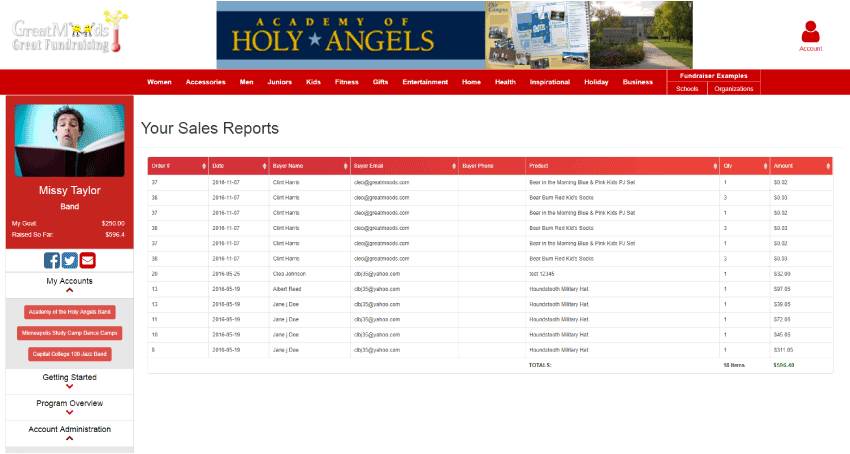 GreatMoods
Great Fundraising
ACADEMY OF
HOLY★ANGELS
Our Campus
Account
Women Accessories Men Juniors Kids Fitness Gifts Entertainment Home Health Inspirational Holiday Business Fundraiser Examples
Schools Organizations
Missy Taylor
Band
My Goal: $250.00
Raised So Far: $596.4
My Accounts
Academy of the Holy Angels Band
Minneapolis Study Camp Dance Camps
Capital College 100 Jazz Band
Getting Started
Program Overview
Account Administration
Your Sales Reports
Order # Date Buyer Name Buyer Email Buyer Phone Product Qty Amount
37 2016-11-07 Clint Harris cleo@greatmoods.com Bear in the Morning Blue & Pink Kids PJ Set 1 $0.02
36 2016-11-07 Clint Harris cleo@greatmoods.com Bear Bum Red Kid's Socks 3 $0.03
37 2016-11-07 Clint Harris cleo@greatmoods.com Bear in the Morning Blue & Pink Kids PJ Set 1 $0.02
38 2016-11-07 Clint Harris cleo@greatmoods.com Bear Bum Red Kid's Socks 3 $0.03
37 2016-11-07 Clint Harris cleo@greatmoods.com Bear in the Morning Blue & Pink Kids PJ Set 1 $0.02
38 2016-11-07 Clint Harris cleo@greatmoods.com Bear Bum Red Kid's Socks 3 $0.03
20 2016-05-25 Cleo Johnson clbj35@yahoo.com test 12345 1 $32.00
13 2016-05-19 Albert Reed clbj35@yahoo.com Houndstooth Military Hat 1 $97.05
13 2016-05-19 Jane j Doe clbj35@yahoo.com Houndstooth Military Hat 1 $39.05
11 2016-05-19 Jane j Doe clbj35@yahoo.com Houndstooth Military Hat 1 $72.05
10 2016-05-19 Jane j Doe clbj35@yahoo.com Houndstooth Military Hat 1 $45.05
9 2016-05-19 Jane j Doe clbj35@yahoo.com Houndstooth Military Hat 1 $311.05
TOTALS: 18 Items $596.40